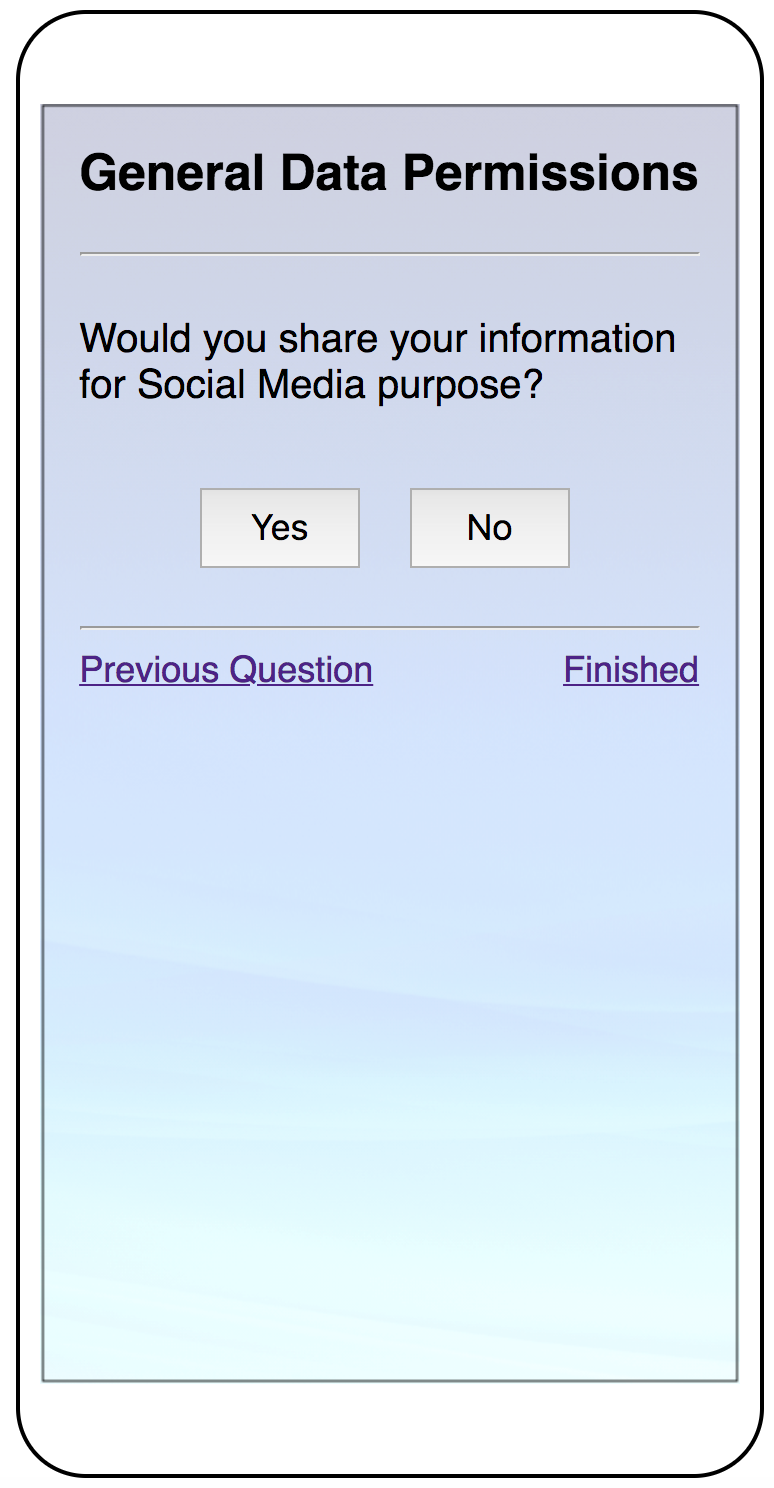 General Data Permissions
Would you share your information
for Social Media purpose?
Yes No
Previous Question Finished